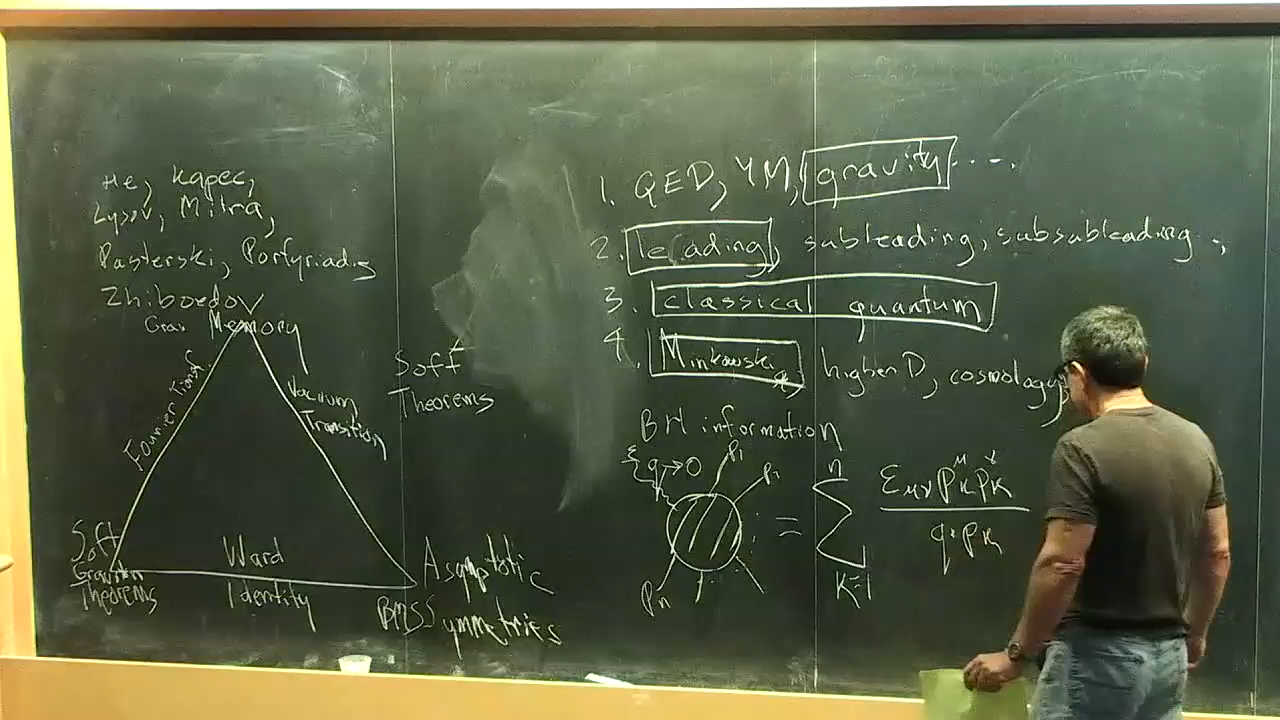 He, Kapec,
Lysov, Mitra,
Pasterski, Porfyriadis
Zhiboedov
Grav Memory
Fourier Transf
Vacuum
Transition
Soft
Graviton
Theorems
Ward
Identity
Asymptotic
BMS Symmetries
Soft
Theorems
1. QED, YM, gravity ....
2. leading, subleading, subsubleading..,
3. classical quantum
4. Minkowski, higher D, cosmology,
BH information
ε q→0 p1 p2
pn
= Σ n k=1 εμν pk^μ pk^ν / q·pk